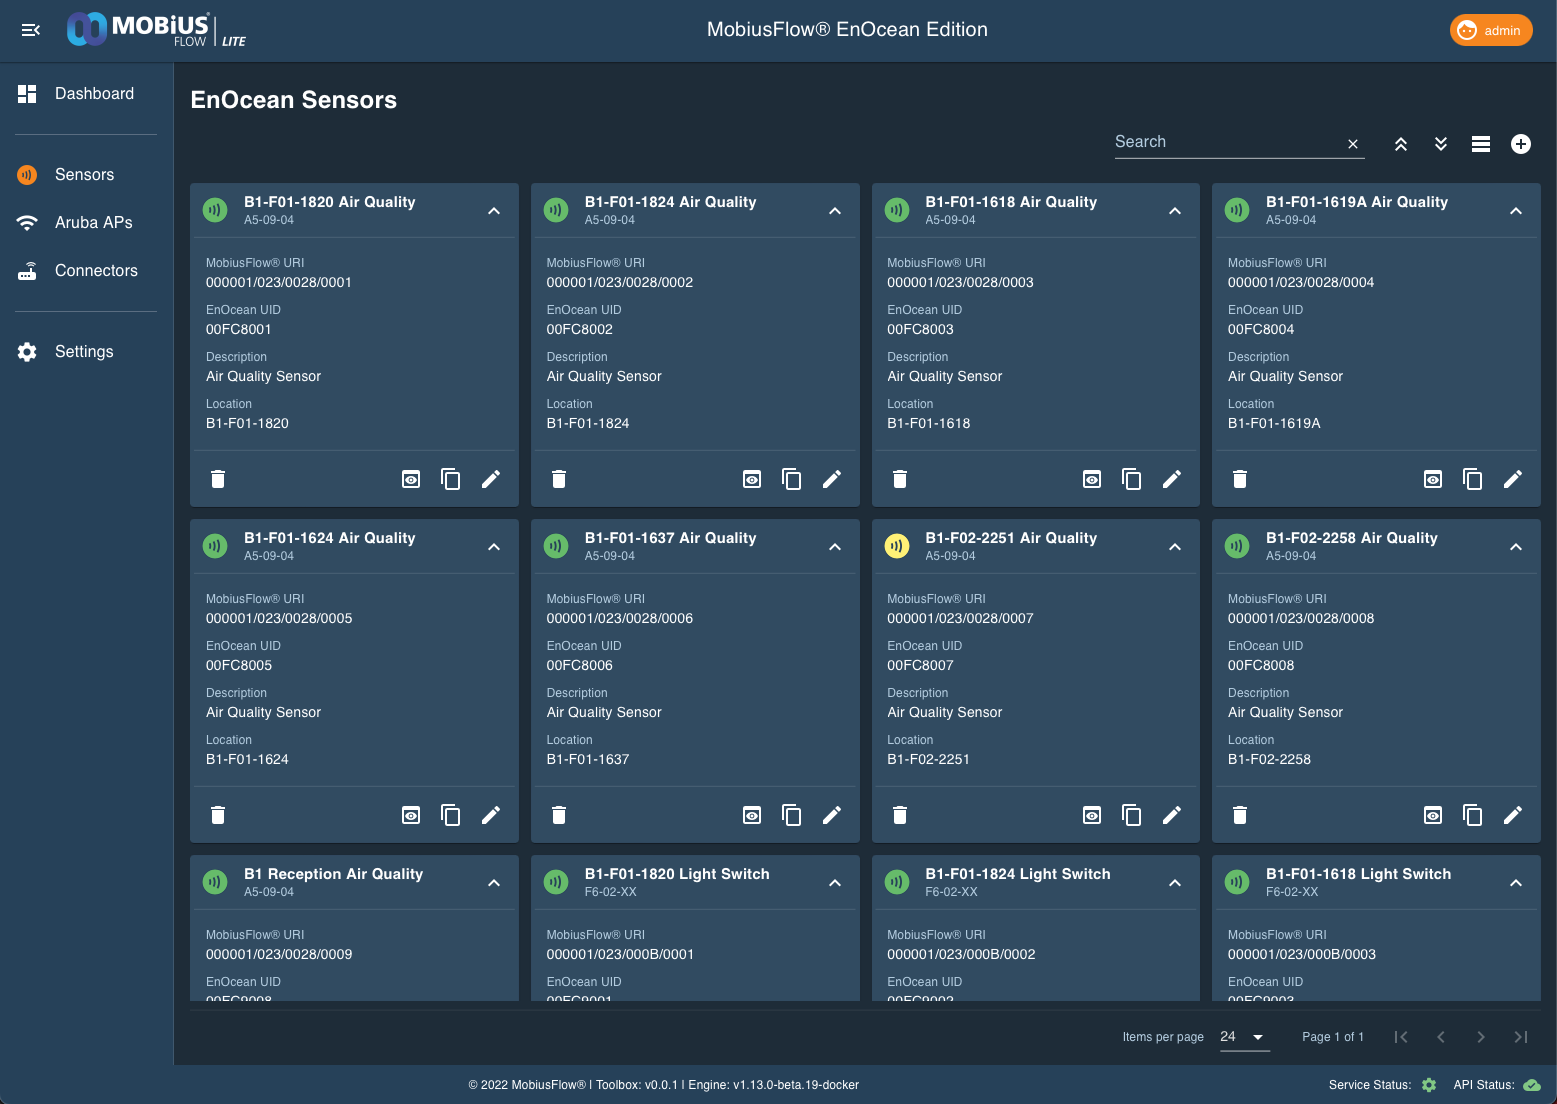 MOBiUS® FLOW LITE
MobiusFlow® EnOcean Edition
admin
Dashboard
Sensors
Aruba APs
Connectors
Settings
EnOcean Sensors
Search
B1-F01-1820 Air Quality
A5-09-04
MobiusFlow® URI
000001/023/0028/0001
EnOcean UID
00FC8001
Description
Air Quality Sensor
Location
B1-F01-1820
B1-F01-1824 Air Quality
A5-09-04
MobiusFlow® URI
000001/023/0028/0002
EnOcean UID
00FC8002
Description
Air Quality Sensor
Location
B1-F01-1824
B1-F01-1618 Air Quality
A5-09-04
MobiusFlow® URI
000001/023/0028/0003
EnOcean UID
00FC8003
Description
Air Quality Sensor
Location
B1-F01-1618
B1-F01-1619A Air Quality
A5-09-04
MobiusFlow® URI
000001/023/0028/0004
EnOcean UID
00FC8004
Description
Air Quality Sensor
Location
B1-F01-1619A
B1-F01-1624 Air Quality
A5-09-04
MobiusFlow® URI
000001/023/0028/0005
EnOcean UID
00FC8005
Description
Air Quality Sensor
Location
B1-F01-1624
B1-F01-1637 Air Quality
A5-09-04
MobiusFlow® URI
000001/023/0028/0006
EnOcean UID
00FC8006
Description
Air Quality Sensor
Location
B1-F01-1637
B1-F02-2251 Air Quality
A5-09-04
MobiusFlow® URI
000001/023/0028/0007
EnOcean UID
00FC8007
Description
Air Quality Sensor
Location
B1-F02-2251
B1-F02-2258 Air Quality
A5-09-04
MobiusFlow® URI
000001/023/0028/0008
EnOcean UID
00FC8008
Description
Air Quality Sensor
Location
B1-F02-2258
B1 Reception Air Quality
A5-09-04
MobiusFlow® URI
000001/023/0028/0009
EnOcean UID
B1-F01-1820 Light Switch
F6-02-XX
MobiusFlow® URI
000001/023/000B/0001
EnOcean UID
00FC9001
B1-F01-1824 Light Switch
F6-02-XX
MobiusFlow® URI
000001/023/000B/0002
EnOcean UID
00FC9002
B1-F01-1618 Light Switch
F6-02-XX
MobiusFlow® URI
000001/023/000B/0003
EnOcean UID
00FC9003
Items per page 24 Page 1 of 1
© 2022 MobiusFlow® | Toolbox: v0.0.1 | Engine: v1.13.0-beta.19-docker
Service Status: API Status: